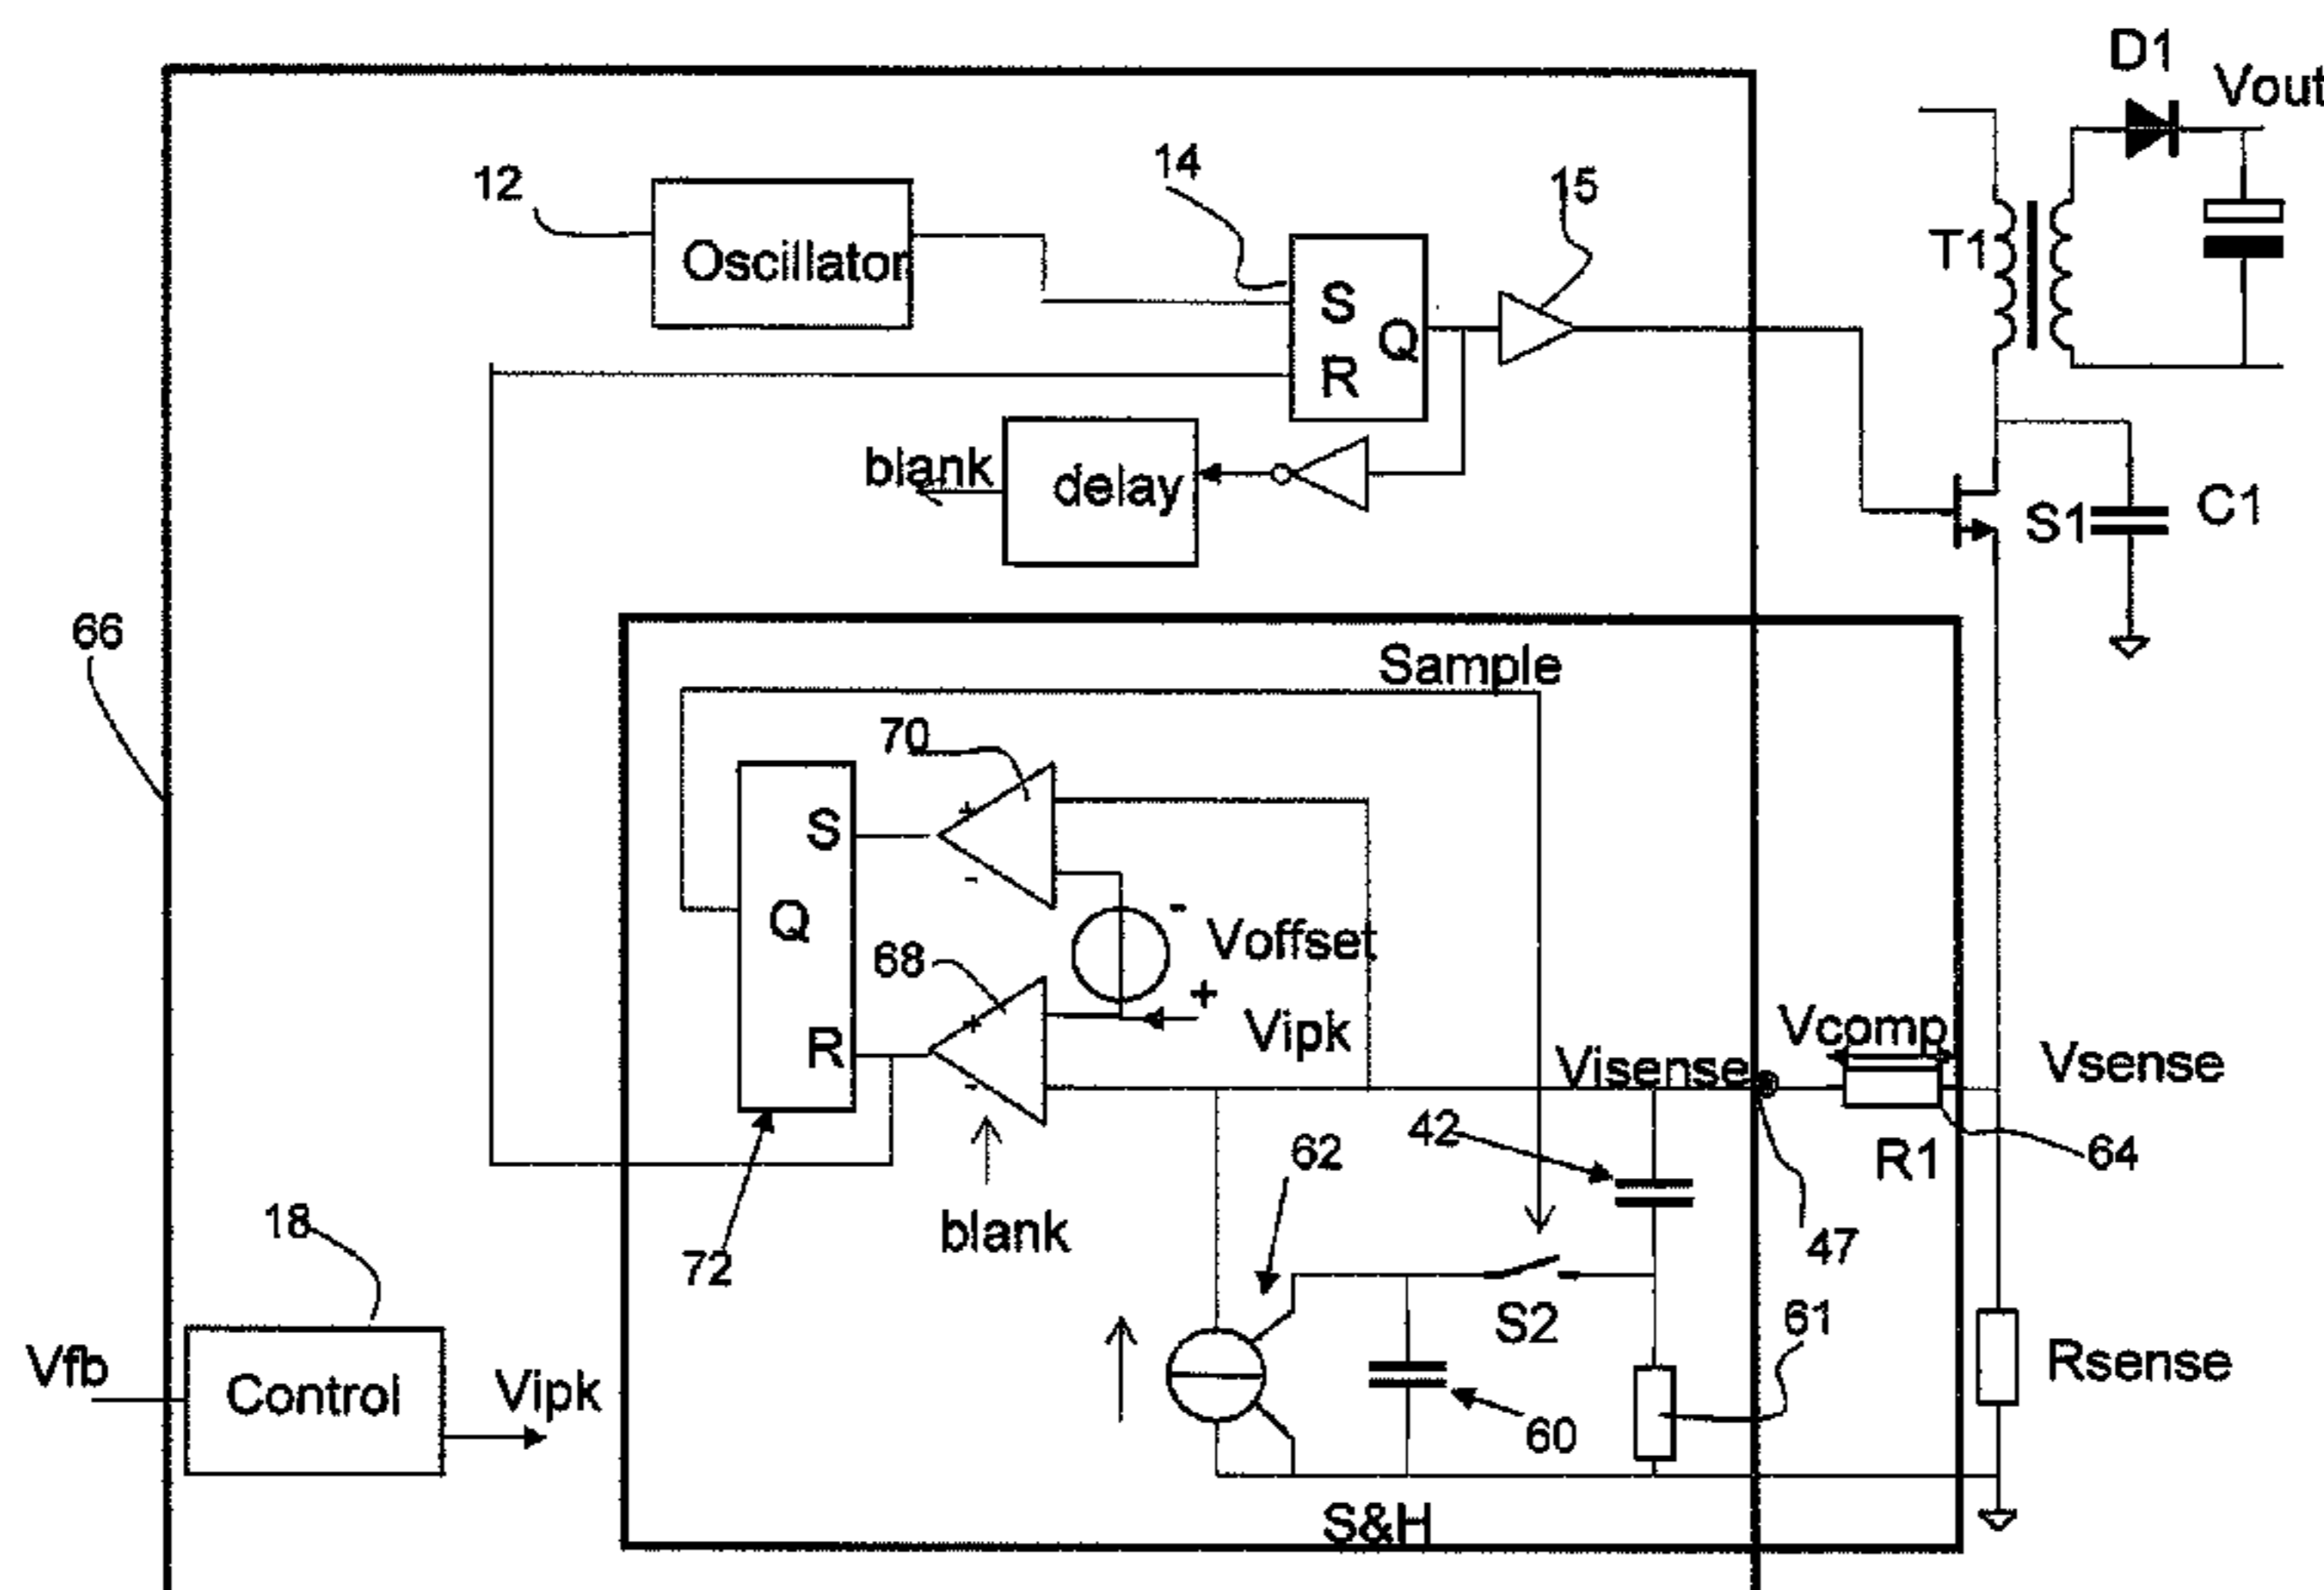 D1
Vout
12
Oscillator
14
S
R
Q
15
T1
blank
delay
S1
C1
66
Sample
70
+
-
S
Q
R
68
+
-
-
Voffset
+
Vipk
Visense
Vcomp
Vsense
R1
64
47
42
62
blank
72
18
Vfb
Control
Vipk
S2
61
60
Rsense
S&H